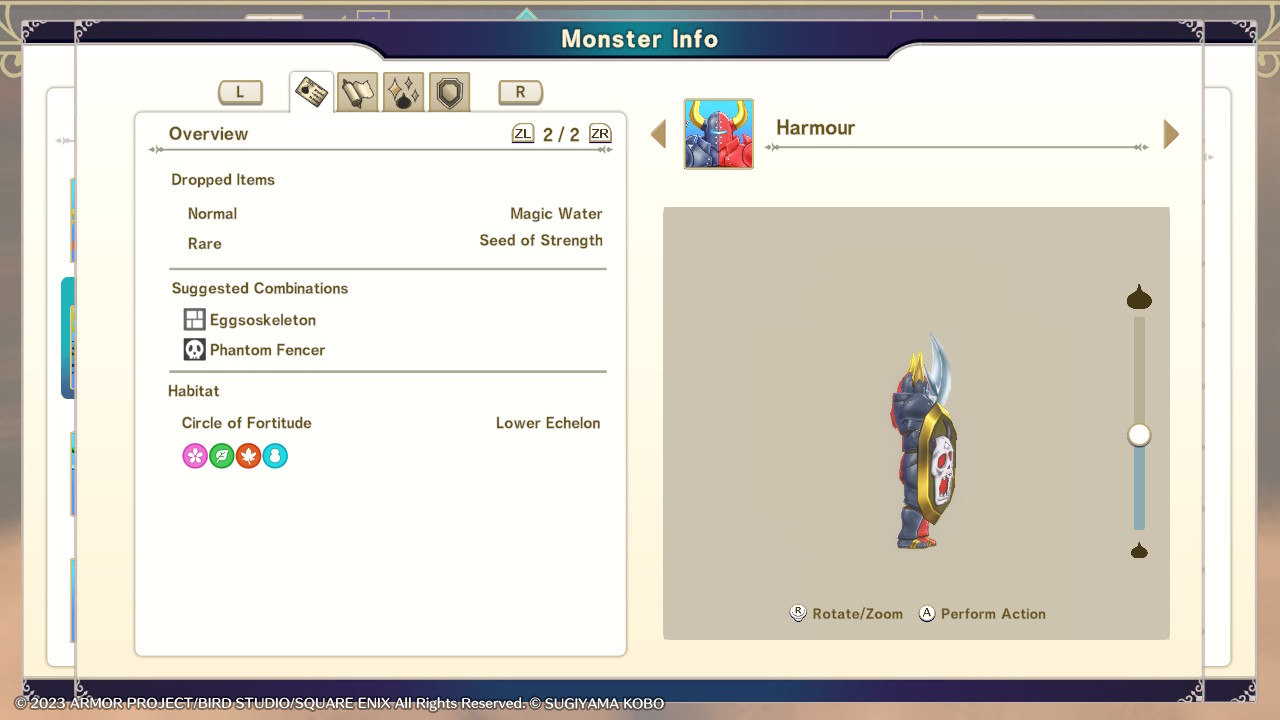 Monster Info
L
R
Overview
ZL 2 / 2 ZR
Dropped Items
Normal Magic Water
Rare Seed of Strength
Suggested Combinations
Eggsoskeleton
Phantom Fencer
Habitat
Circle of Fortitude Lower Echelon
Harmour
R Rotate/Zoom A Perform Action
© 2023 ARMOR PROJECT/BIRD STUDIO/SQUARE ENIX All Rights Reserved. © SUGIYAMA KOBO